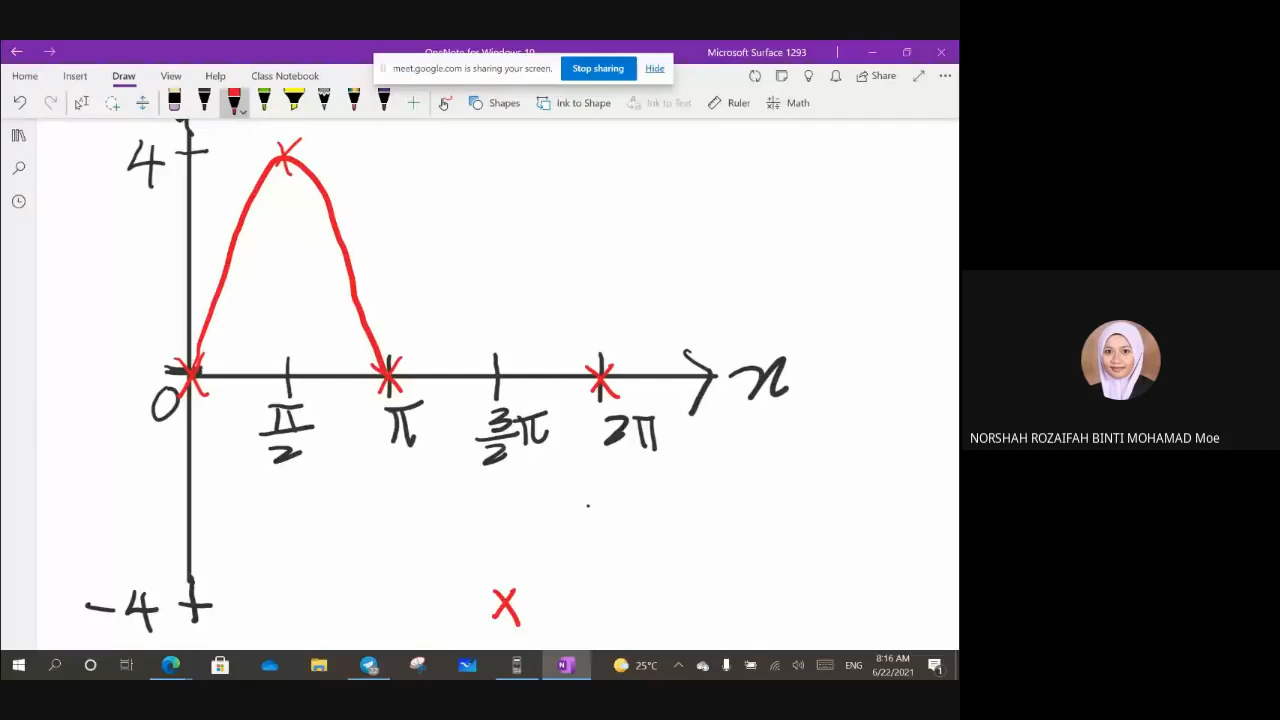 OneNote for Windows 10
Microsoft Surface 1293
meet.google.com is sharing your screen.
Stop sharing
Hide
Home Insert Draw View Help Class Notebook
Share
Shapes Ink to Shape Ink to Text Ruler Math
4
0
π/2 π 3/2 π 2π
x
-4
NORSHAH ROZAIFAH BINTI MOHAMAD Moe
25°C
ENG
8:16 AM
6/22/2021
1